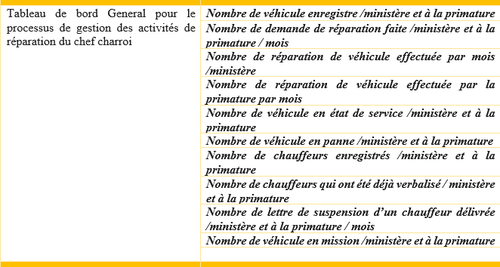 Tableau de bord General pour le
processus de gestion des activités de
réparation du chef charroi
Nombre de véhicule enregistre /ministère et à la primature
Nombre de demande de réparation faite /ministère et à la
primature / mois
Nombre de réparation de véhicule effectuée par mois
/ministère
Nombre de réparation de véhicule effectuée par la
primature par mois
Nombre de véhicule en état de service /ministère et à la
primature
Nombre de véhicule en panne /ministère et à la primature
Nombre de chauffeurs enregistrés /ministère et à la
primature
Nombre de chauffeurs qui ont été déjà verbalisé / ministère
et à la primature
Nombre de lettre de suspension d'un chauffeur délivrée
/ministère et à la primature / mois
Nombre de véhicule en mission /ministère et à la primature